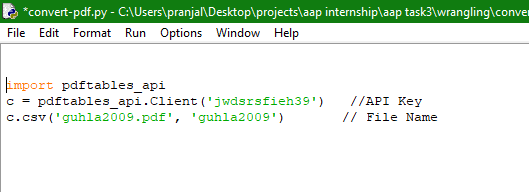 *convert-pdf.py - C:\Users\pranjal\Desktop\projects\aap internship\aap task3\wrangling\conver
File Edit Format Run Options Window Help
import pdftables_api
c = pdftables_api.Client('jwdsrsfieh39') //API Key
c.csv('guhla2009.pdf', 'guhla2009') // File Name